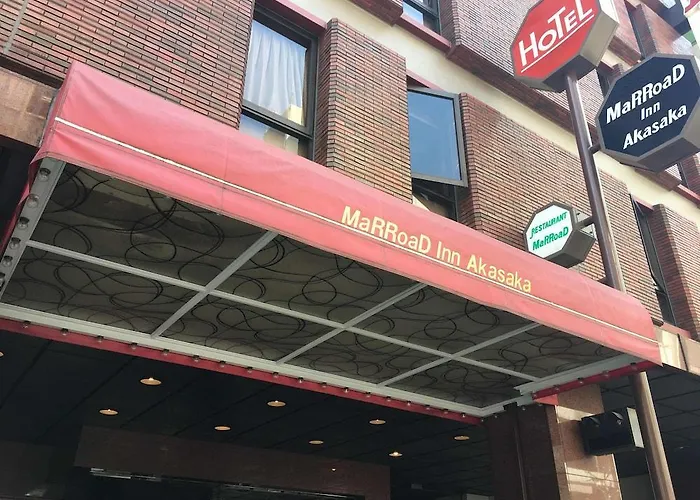 HoTEL
MaRRoaD
Inn
Akasaka
RESTAURANT
MaRRoaD
MaRRoaD Inn Akasaka